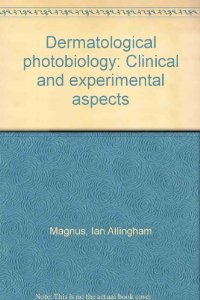 Dermatological
photobiology: Clinical
and experimental
aspects
Magnus, Ian Allingham
Note: This is not the actual book cover